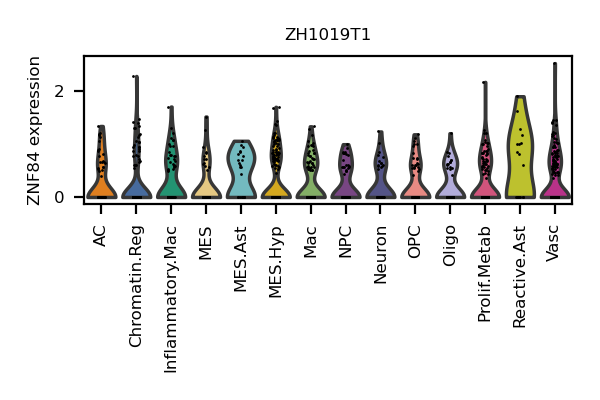 ZH1019T1
ZNF84 expression
2
0
AC
Chromatin.Reg
Inflammatory.Mac
MES
MES.Ast
MES.Hyp
Mac
NPC
Neuron
OPC
Oligo
Prolif.Metab
Reactive.Ast
Vasc